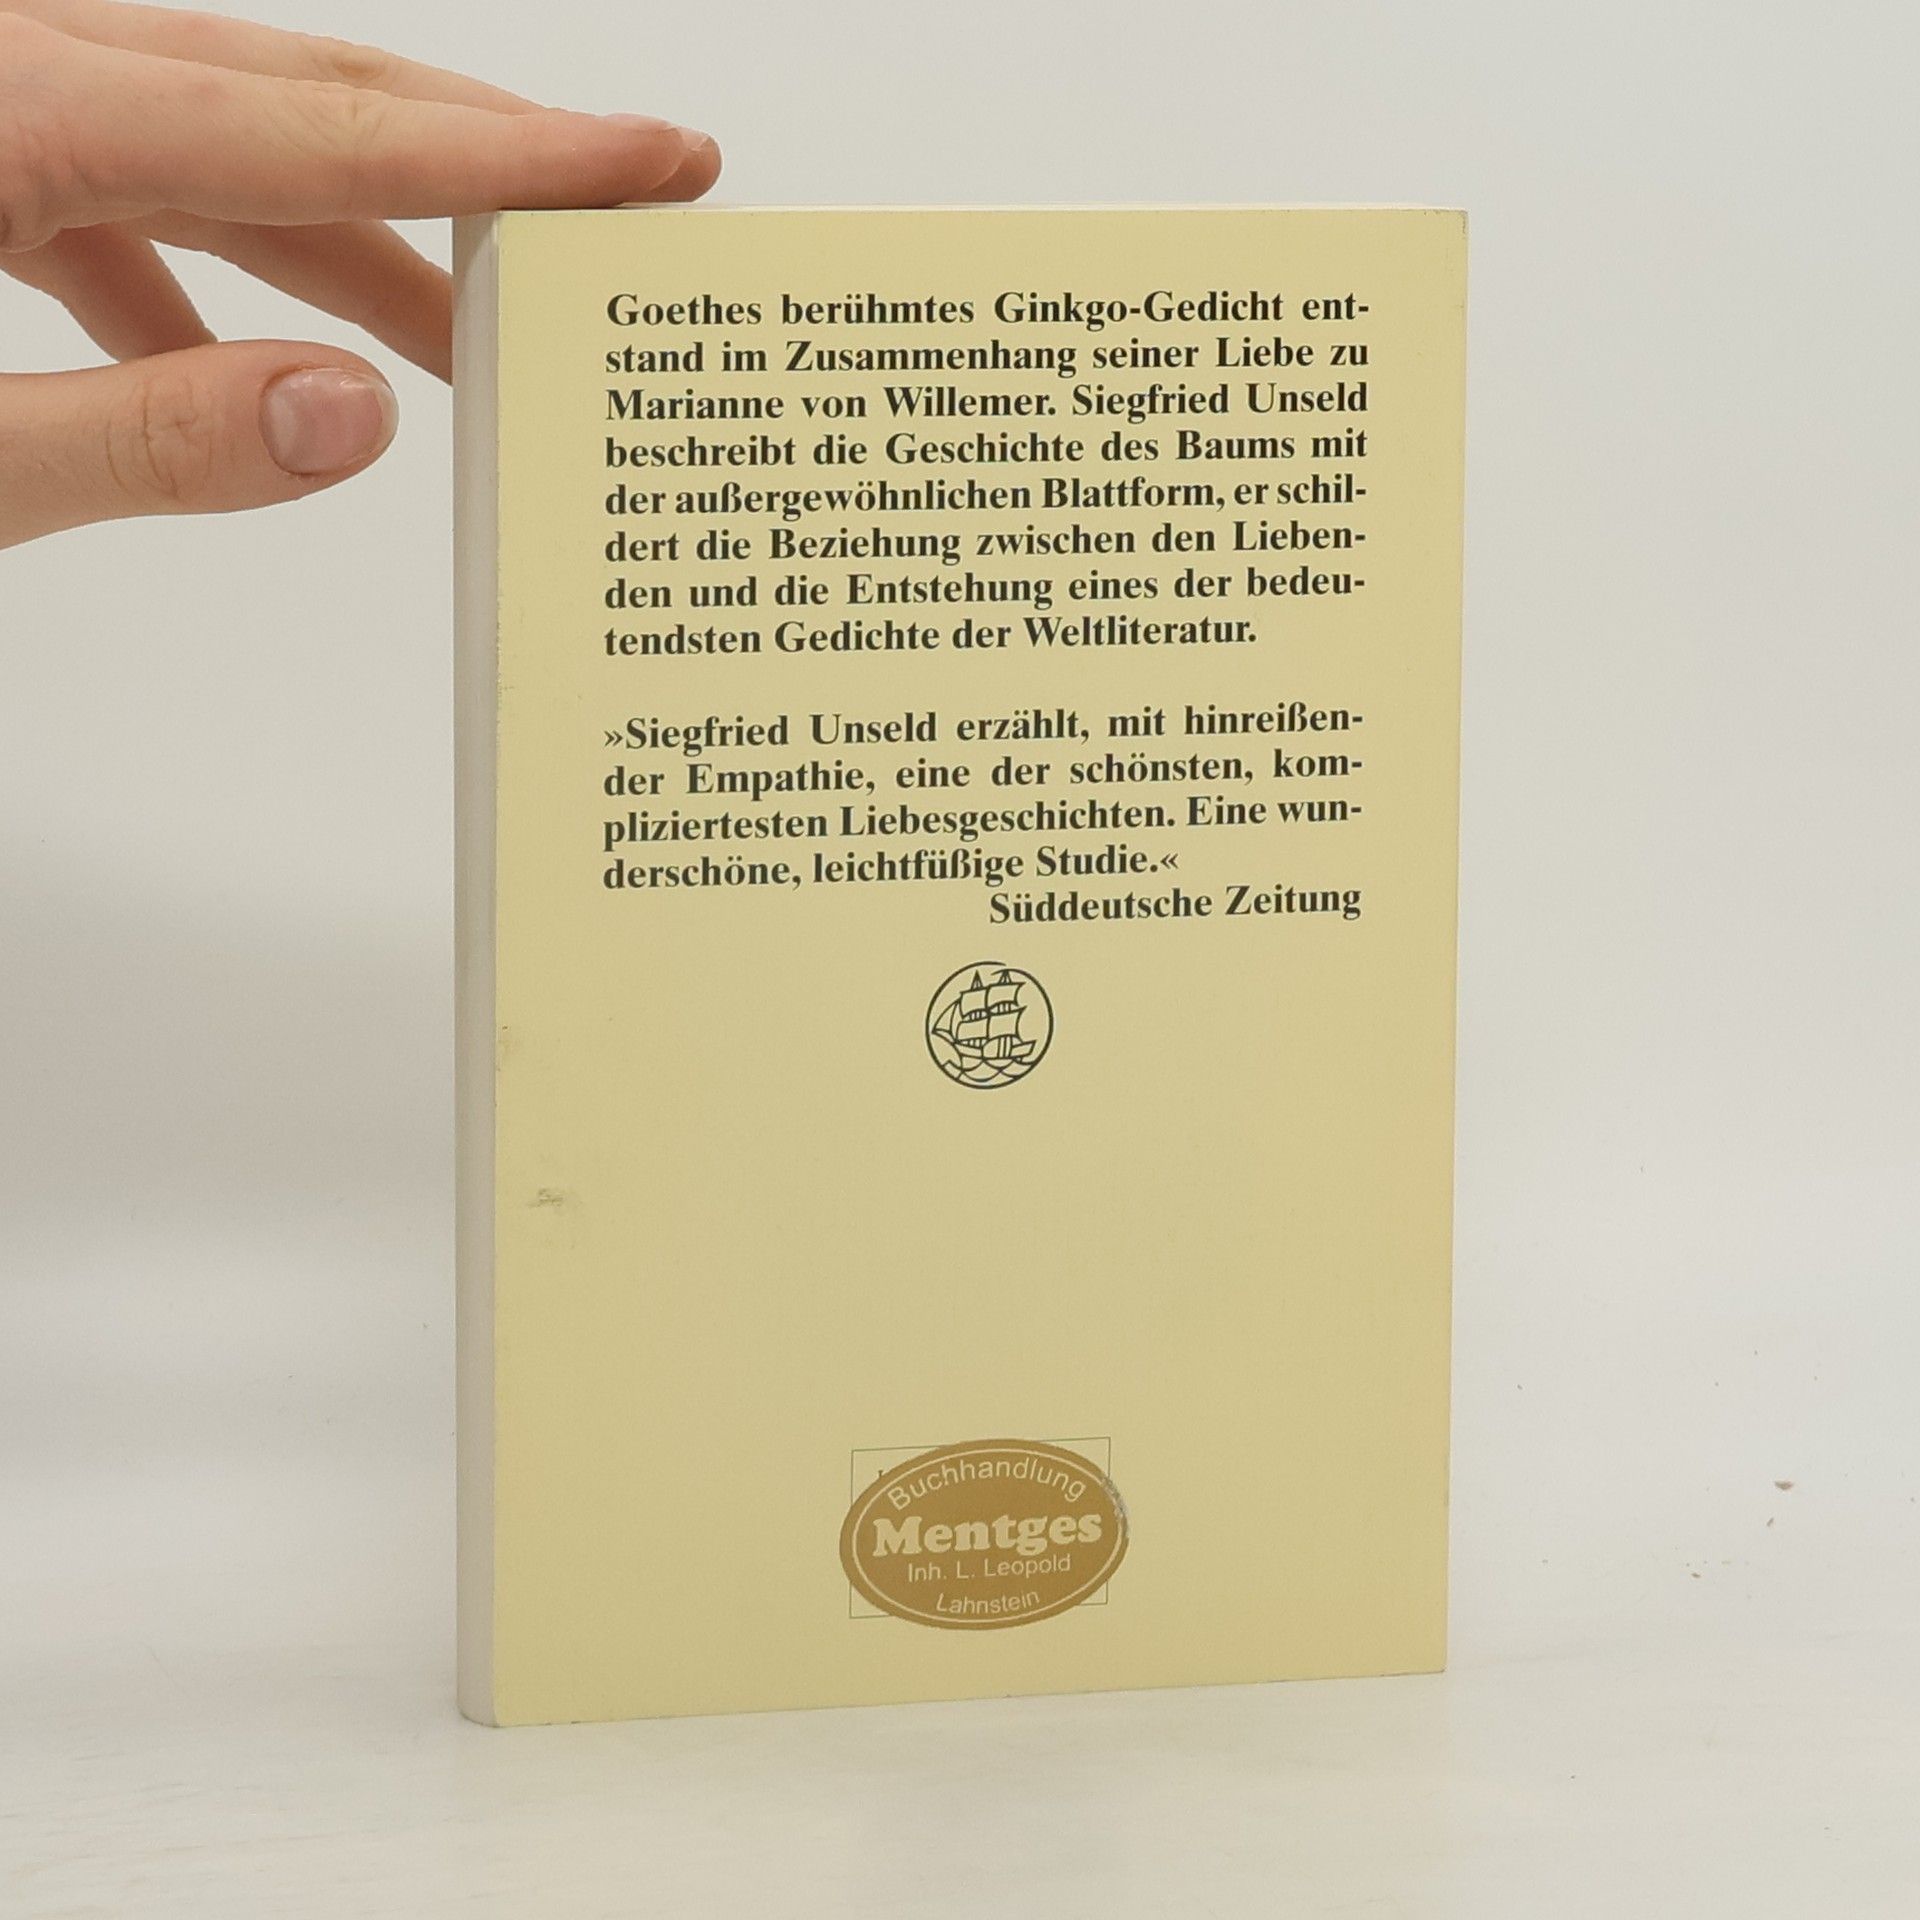 Goethes berühmtes Ginkgo-Gedicht ent-
stand im Zusammenhang seiner Liebe zu
Marianne von Willemer. Siegfried Unseld
beschreibt die Geschichte des Baums mit
der außergewöhnlichen Blattform, er schil-
dert die Beziehung zwischen den Lieben-
den und die Entstehung eines der bedeu-
tendsten Gedichte der Weltliteratur.
»Siegfried Unseld erzählt, mit hinreißen-
der Empathie, eine der schönsten, kom-
pliziertesten Liebesgeschichten. Eine wun-
derschöne, leichtfüßige Studie.«
Süddeutsche Zeitung
Buchhandlung
Mentges
Inh. L. Leopold
Lahnstein